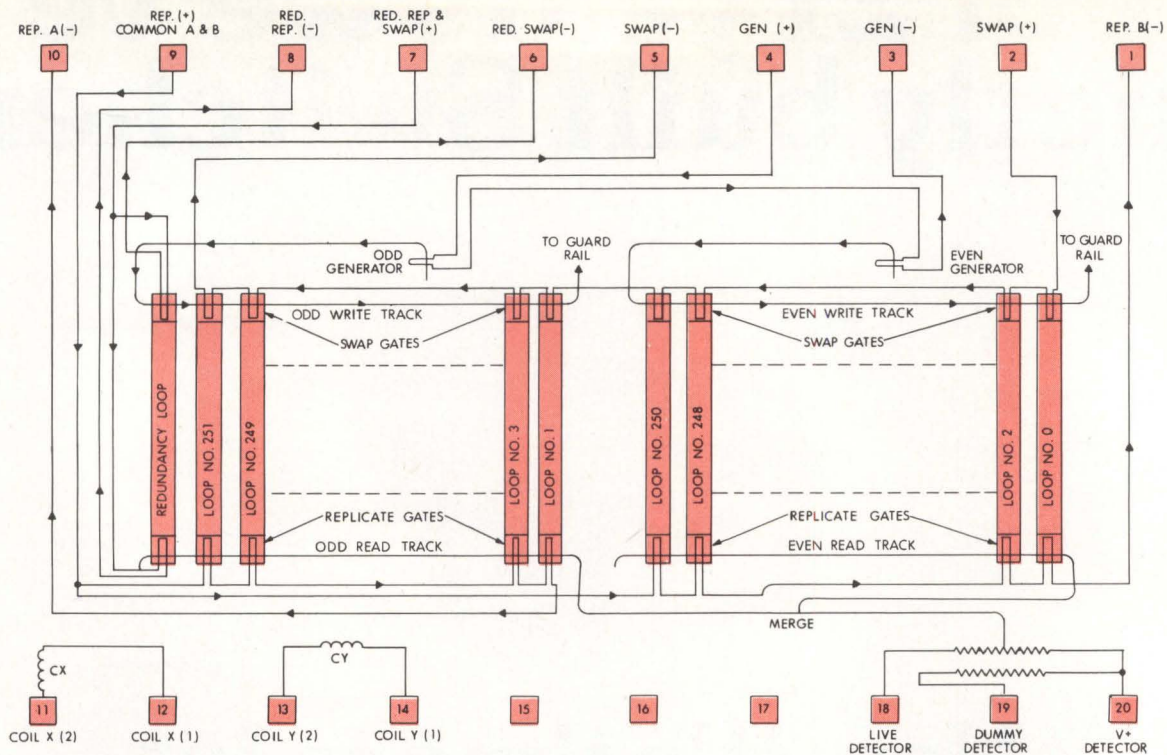 REP. A(-)
REP. (+)
COMMON A & B
RED.
REP. (-)
RED. REP &
SWAP(+)
RED. SWAP(-)
SWAP(-)
GEN (+)
GEN (-)
SWAP (+)
REP. B(-)
10
9
8
7
6
5
4
3
2
1
ODD
GENERATOR
TO GUARD
RAIL
EVEN
GENERATOR
TO GUARD
RAIL
ODD WRITE TRACK
EVEN WRITE TRACK
SWAP GATES
SWAP GATES
REDUNDANCY LOOP
LOOP NO. 251
LOOP NO. 249
LOOP NO. 3
LOOP NO. 1
LOOP NO. 250
LOOP NO. 248
LOOP NO. 2
LOOP NO. 0
REPLICATE GATES
REPLICATE GATES
ODD READ TRACK
EVEN READ TRACK
MERGE
CX
CY
11
12
13
14
15
16
17
18
19
20
COIL X (2)
COIL X (1)
COIL Y (2)
COIL Y (1)
LIVE
DETECTOR
DUMMY
DETECTOR
V+
DETECTOR